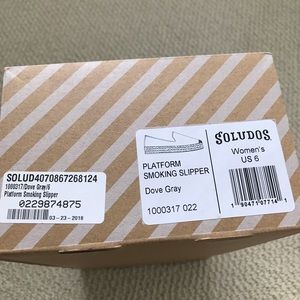 SOLUD4070867268124
1000317/Dove Gray/6
Platform Smoking Slipper
0229874875
03-23-2018
PLATFORM
SMOKING SLIPPER
Dove Gray
1000317 022
SOLUDOS
Women's
US 6